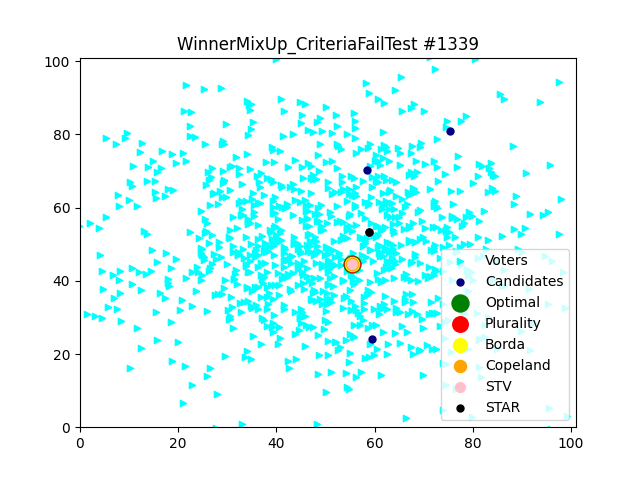 WinnerMixUp_CriteriaFailTest #1339
100
80
60
40
20
0
0
20
40
60
80
100
Voters
Candidates
Optimal
Plurality
Borda
Copeland
STV
STAR